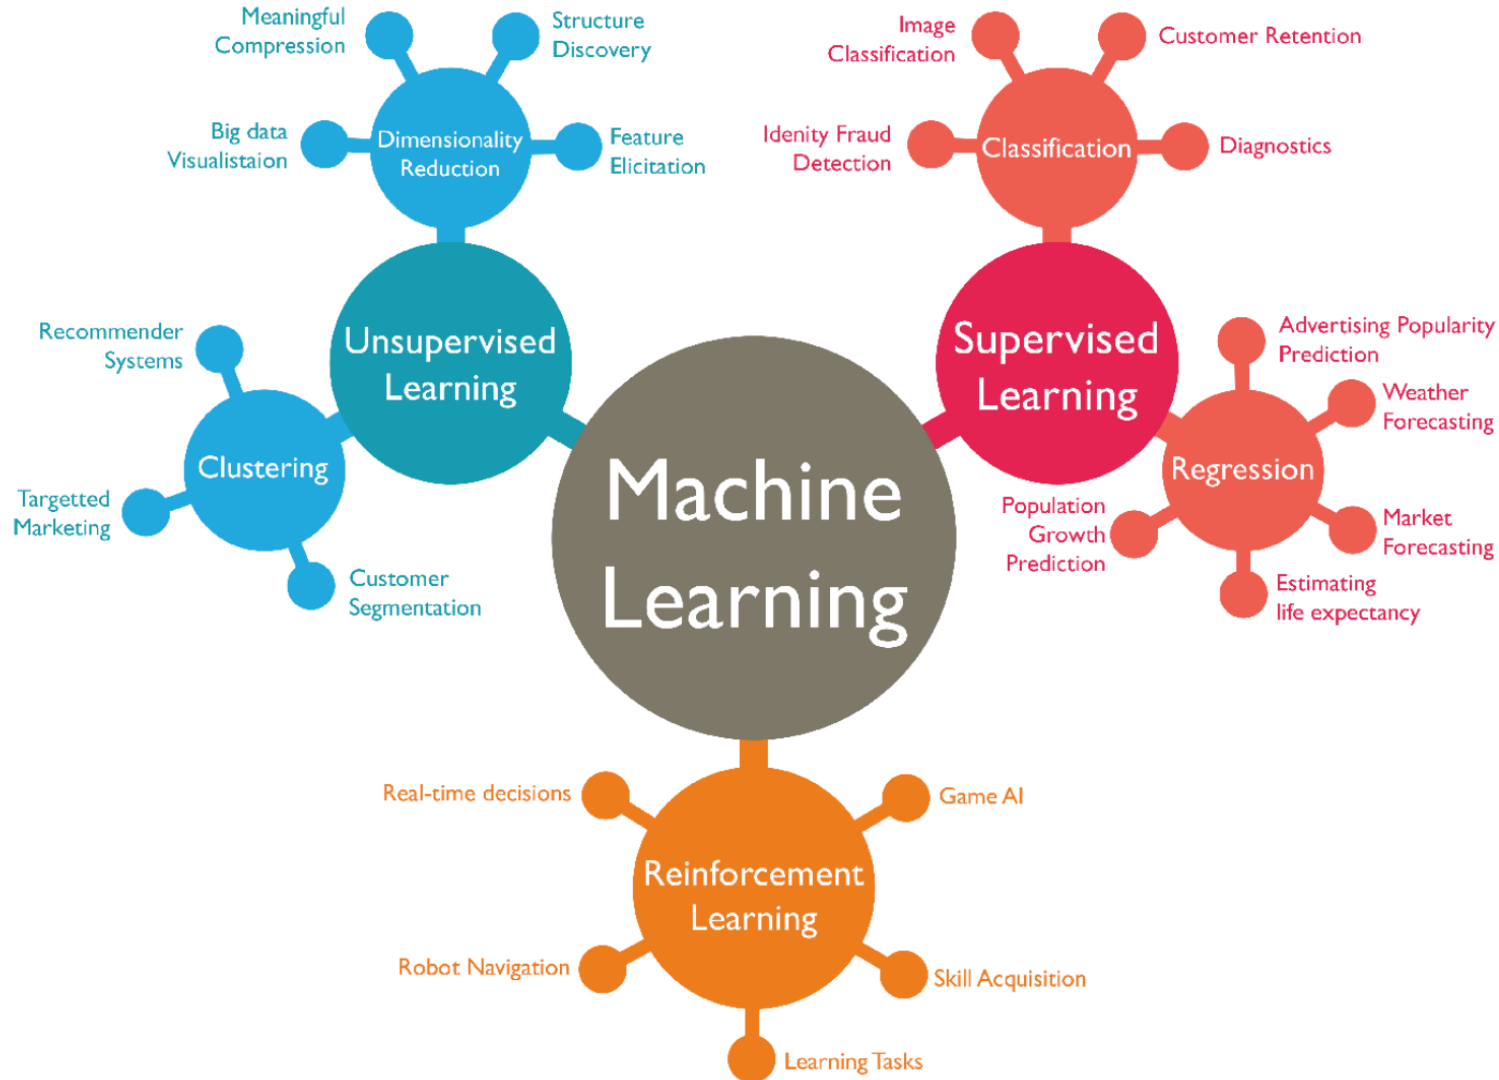 Meaningful
Compression
Structure
Discovery
Big data
Visualistaion
Dimensionality
Reduction
Feature
Elicitation
Image
Classification
Customer Retention
Idenity Fraud
Detection
Classification
Diagnostics
Unsupervised
Learning
Recommender
Systems
Clustering
Targetted
Marketing
Customer
Segmentation
Supervised
Learning
Advertising Popularity
Prediction
Weather
Forecasting
Regression
Population
Growth
Prediction
Market
Forecasting
Estimating
life expectancy
Machine
Learning
Real-time decisions
Game AI
Reinforcement
Learning
Robot Navigation
Skill Acquisition
Learning Tasks